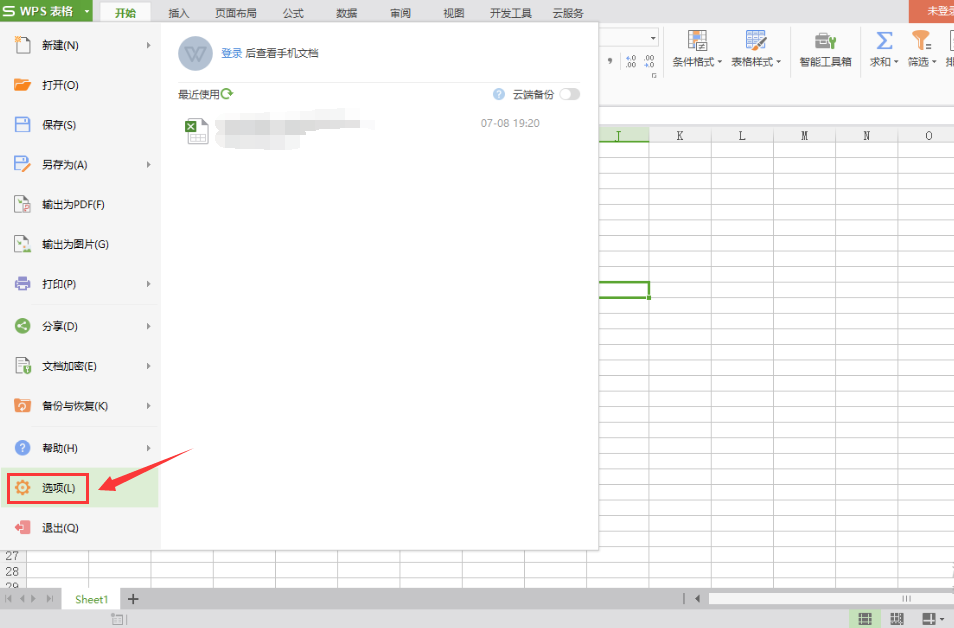 S WPS 表格
开始 插入 页面布局 公式 数据 审阅 视图 开发工具 云服务
新建(N)
打开(O)
保存(S)
另存为(A)
输出为PDF(F)
输出为图片(G)
打印(P)
分享(D)
文档加密(E)
备份与恢复(K)
帮助(H)
选项(L)
退出(Q)
登录 后查看手机文档
最近使用
云端备份
07-08 19:20
条件格式 表格样式 智能工具箱 求和 筛选
J K L M N O
27
28
29
Sheet1